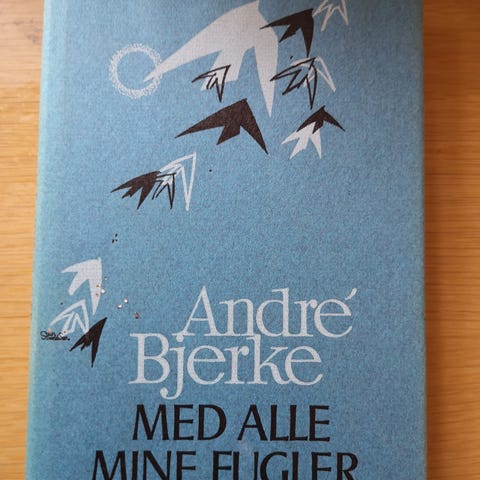 André
Bjerke
MED ALLE
MINE FUGLER